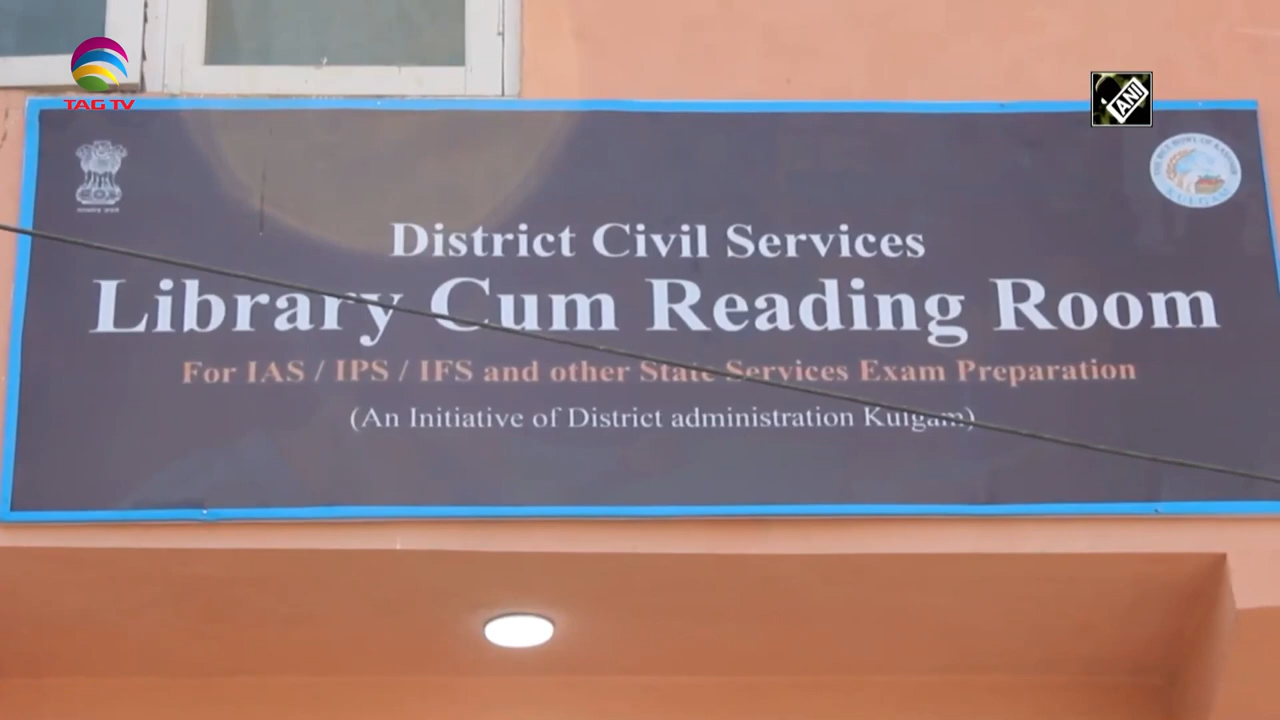 TAG TV
ANI
District Civil Services
Library Cum Reading Room
For IAS / IPS / IFS and other State Services Exam Preparation
(An Initiative of District administration Kulgam)
KULGAM